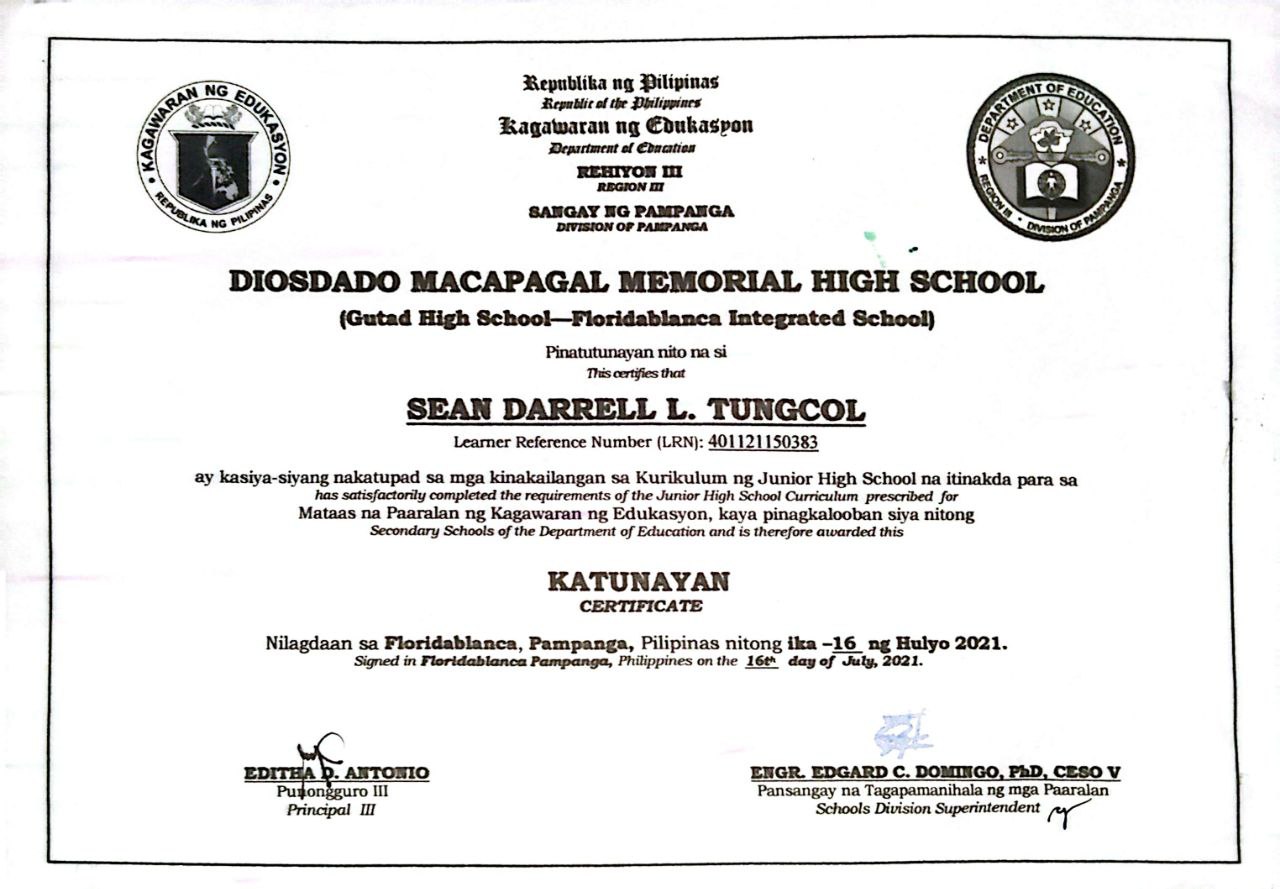 KAGAWARAN NG EDUKASYON
REPUBLIKA NG PILIPINAS
Republika ng Pilipinas
Republic of the Philippines
Kagawaran ng Edukasyon
Department of Education
REHIYON III
REGION III
SANGAY NG PAMPANGA
DIVISION OF PAMPANGA
DEPARTMENT OF EDUCATION
REGION III • DIVISION OF PAMPANGA
DIOSDADO MACAPAGAL MEMORIAL HIGH SCHOOL
(Gutad High School—Floridablanca Integrated School)
Pinatutunayan nito na si
This certifies that
SEAN DARRELL L. TUNGCOL
Learner Reference Number (LRN): 401121150383
ay kasiya-siyang nakatupad sa mga kinakailangan sa Kurikulum ng Junior High School na itinakda para sa
has satisfactorily completed the requirements of the Junior High School Curriculum prescribed for
Mataas na Paaralan ng Kagawaran ng Edukasyon, kaya pinagkalooban siya nitong
Secondary Schools of the Department of Education and is therefore awarded this
KATUNAYAN
CERTIFICATE
Nilagdaan sa Floridablanca, Pampanga, Pilipinas nitong ika –16 ng Hulyo 2021.
Signed in Floridablanca Pampanga, Philippines on the 16th day of July, 2021.
EDITHA D. ANTONIO
Punongguro III
Principal III
ENGR. EDGARD C. DOMINGO, PhD, CESO V
Pansangay na Tagapamanihala ng mga Paaralan
Schools Division Superintendent